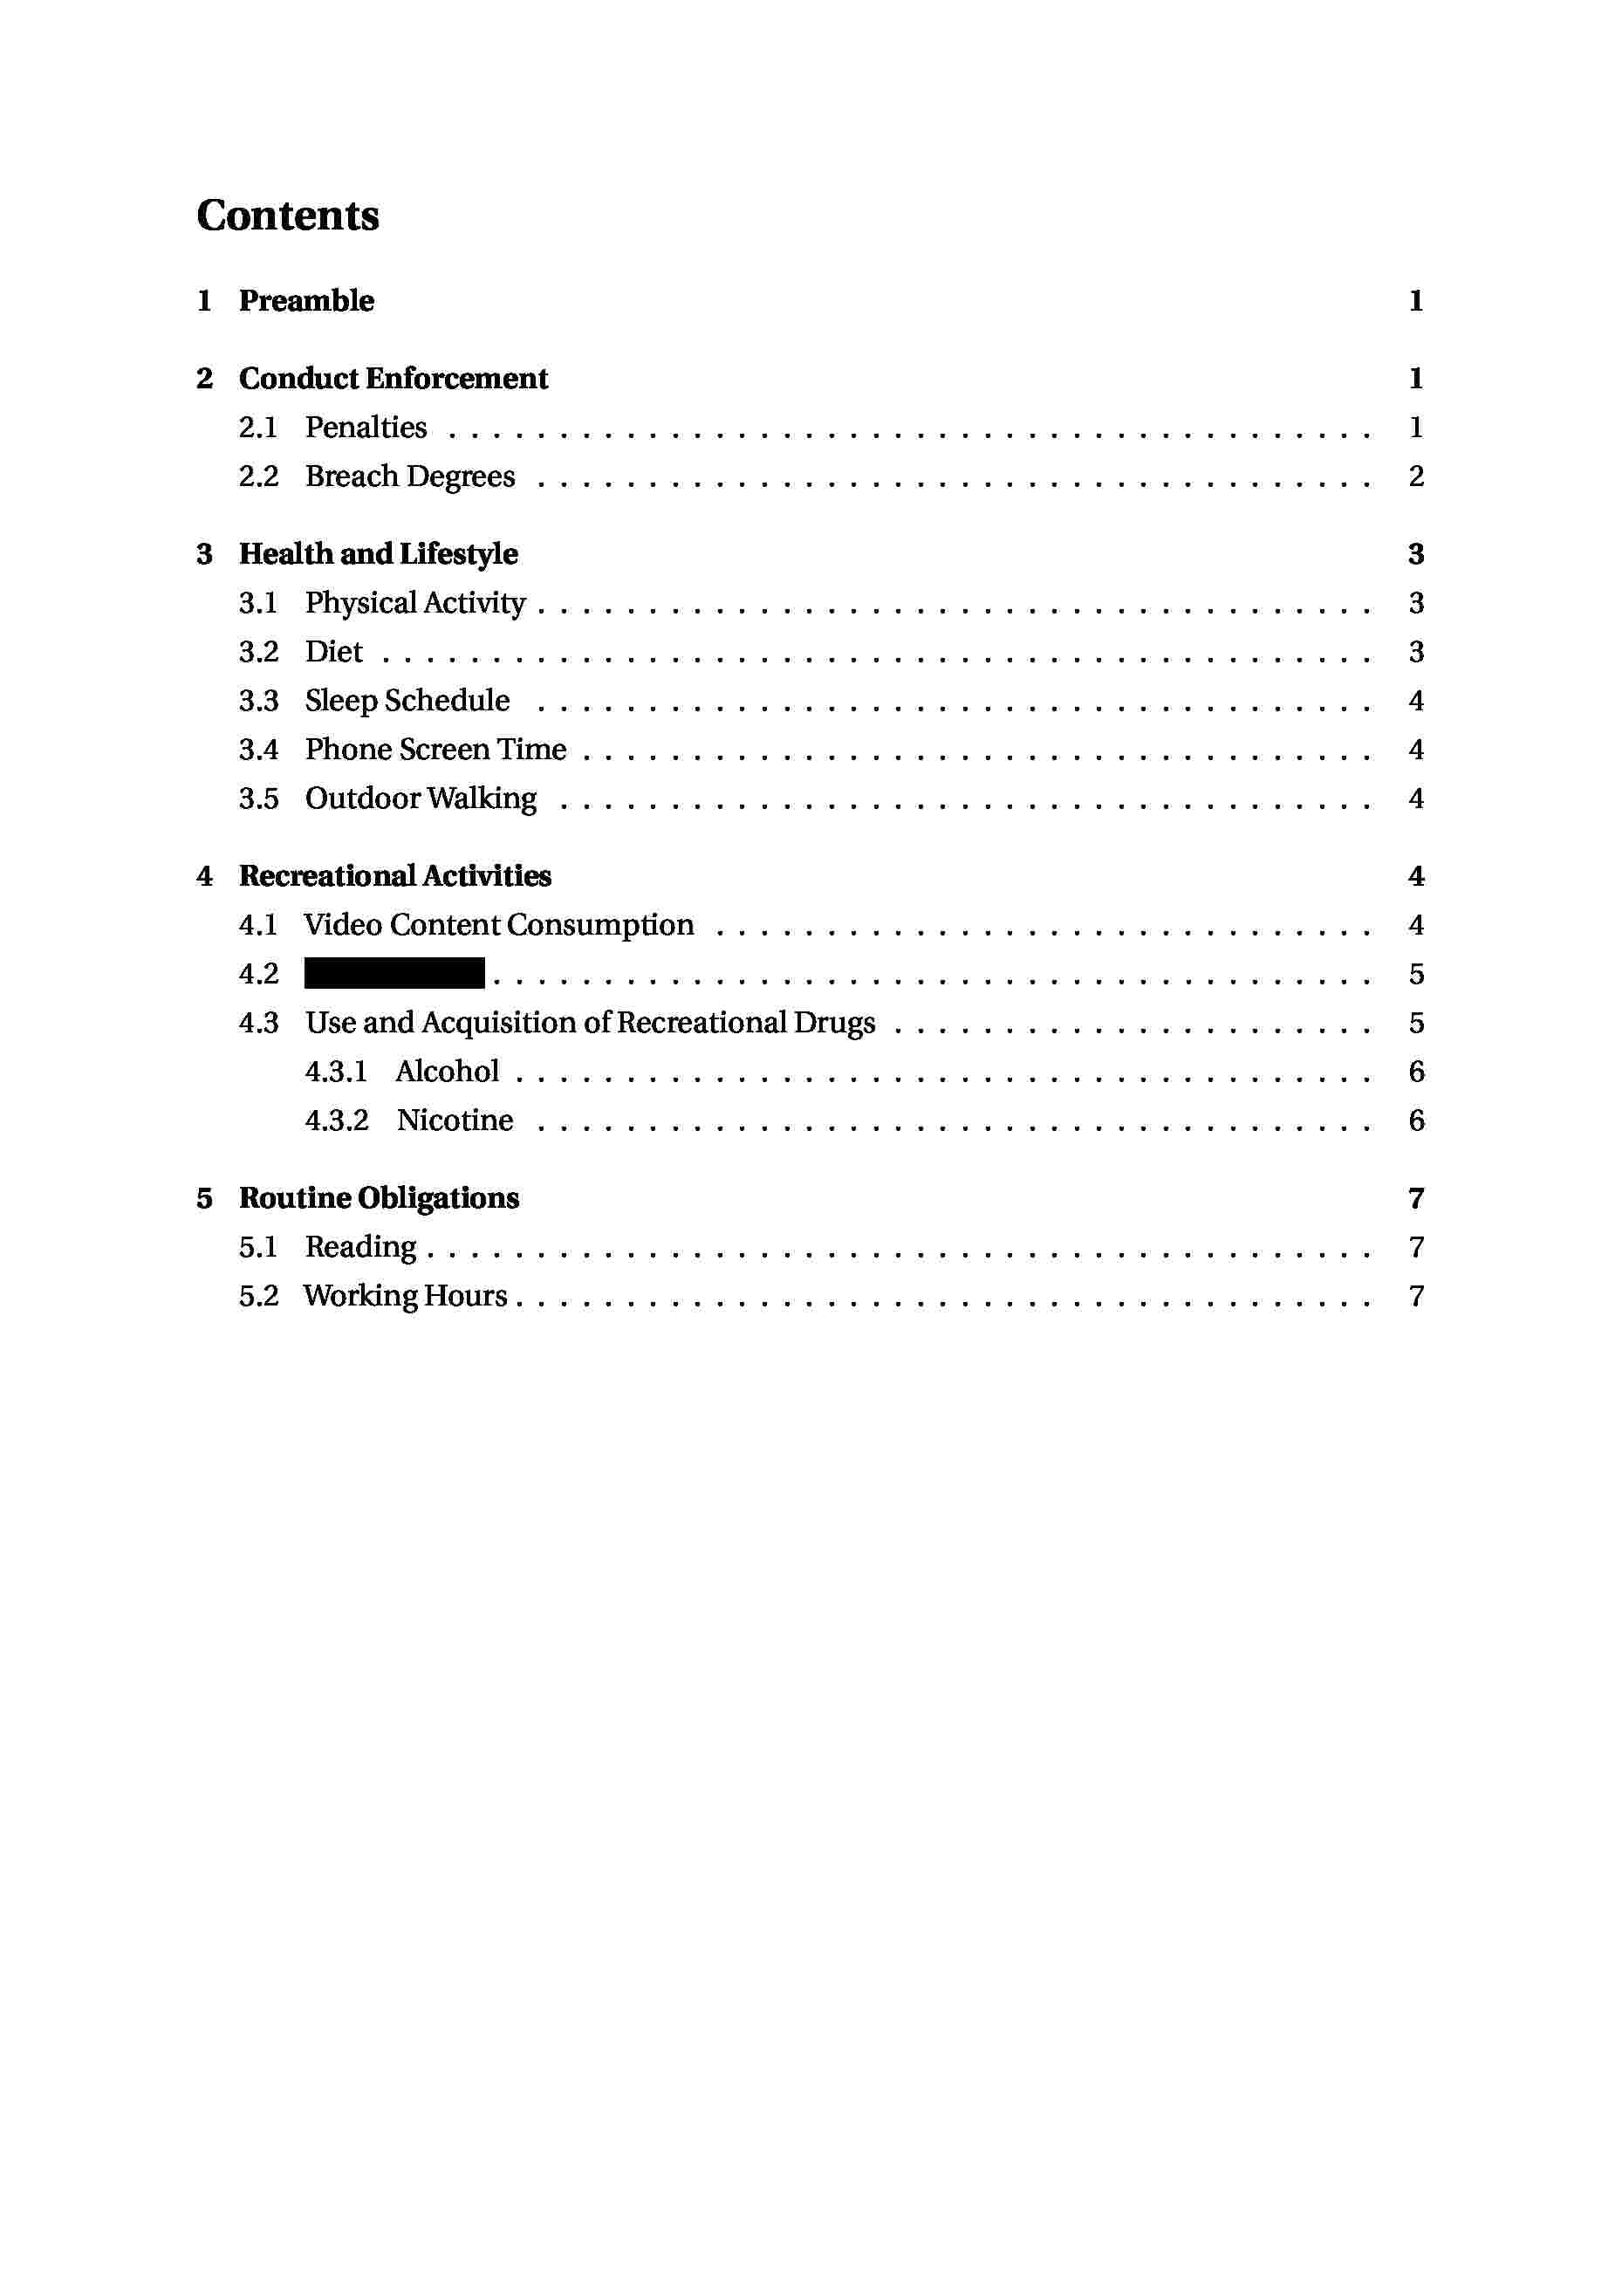 Contents
1 Preamble 1
2 Conduct Enforcement 1
2.1 Penalties . . . . . . . . . . . . . . . . . . . . . . . . . . . . . . . . . . . . . . . . . . 1
2.2 Breach Degrees . . . . . . . . . . . . . . . . . . . . . . . . . . . . . . . . . . . . . . 2
3 Health and Lifestyle 3
3.1 Physical Activity . . . . . . . . . . . . . . . . . . . . . . . . . . . . . . . . . . . . . . 3
3.2 Diet . . . . . . . . . . . . . . . . . . . . . . . . . . . . . . . . . . . . . . . . . . . . . 3
3.3 Sleep Schedule . . . . . . . . . . . . . . . . . . . . . . . . . . . . . . . . . . . . . . 4
3.4 Phone Screen Time . . . . . . . . . . . . . . . . . . . . . . . . . . . . . . . . . . . . 4
3.5 Outdoor Walking . . . . . . . . . . . . . . . . . . . . . . . . . . . . . . . . . . . . . 4
4 Recreational Activities 4
4.1 Video Content Consumption . . . . . . . . . . . . . . . . . . . . . . . . . . . . . . 4
4.2 . . . . . . . . . . . . . . . . . . . . . . . . . . . . . . . . . . . . . . . . 5
4.3 Use and Acquisition of Recreational Drugs . . . . . . . . . . . . . . . . . . . . . . 5
4.3.1 Alcohol . . . . . . . . . . . . . . . . . . . . . . . . . . . . . . . . . . . . . . . 6
4.3.2 Nicotine . . . . . . . . . . . . . . . . . . . . . . . . . . . . . . . . . . . . . . 6
5 Routine Obligations 7
5.1 Reading . . . . . . . . . . . . . . . . . . . . . . . . . . . . . . . . . . . . . . . . . . . 7
5.2 Working Hours . . . . . . . . . . . . . . . . . . . . . . . . . . . . . . . . . . . . . . . 7